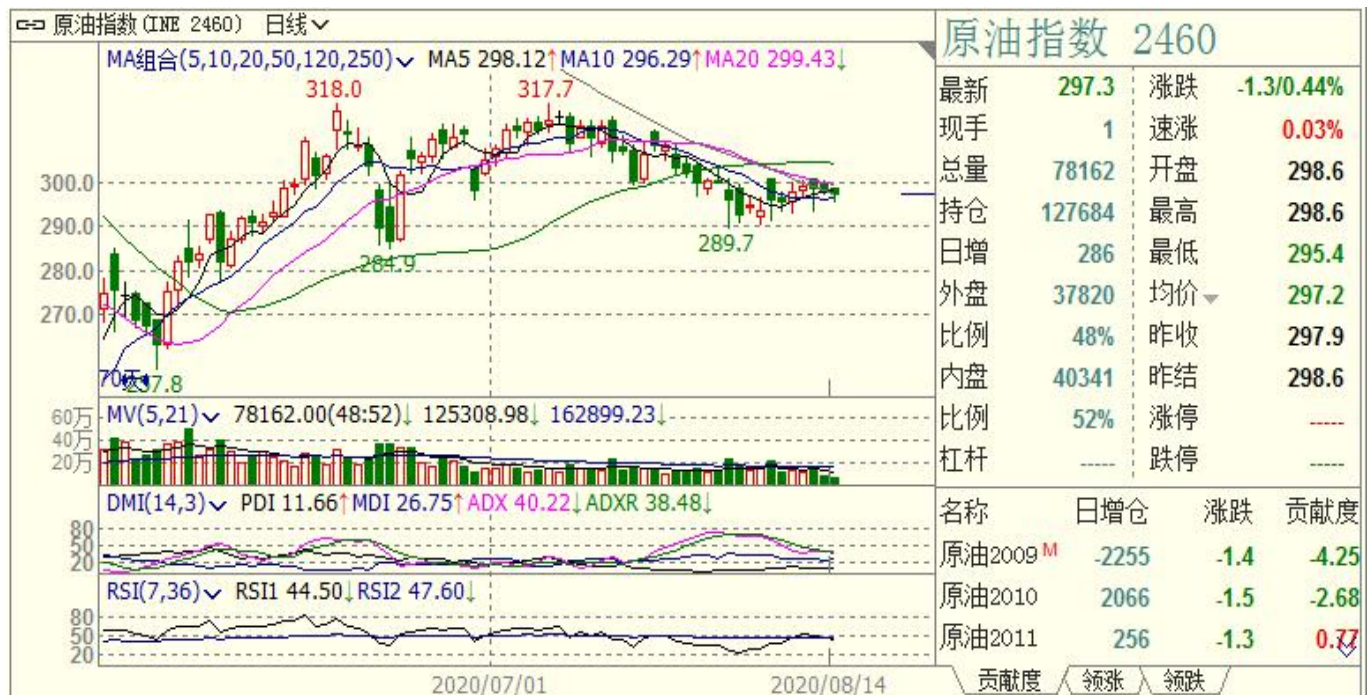 原油指数(INE 2460) 日线
MA组合(5,10,20,50,120,250) MA5 298.12↑MA10 296.29↑MA20 299.43↓
318.0
317.7
300.0
290.0
280.0
270.0
284.9
289.7
70天
MV(5,21) 78162.00(48:52)↓ 125308.98↓ 162899.23↓
60万
40万
20万
DMI(14,3) PDI 11.66↑MDI 26.75↑ADX 40.22↓ADXR 38.48↓
80
20
RSI(7,36) RSI1 44.50↓RSI2 47.60↓
80
50
20
2020/07/01 2020/08/14
原油指数 2460
最新 297.3 涨跌 -1.3/0.44%
现手 1 速涨 0.03%
总量 78162 开盘 298.6
持仓 127684 最高 298.6
日增 286 最低 295.4
外盘 37820 均价 297.2
比例 48% 昨收 297.9
内盘 40341 昨结 298.6
比例 52% 涨停 -----
杠杆 ----- 跌停 -----
名称 日增仓 涨跌 贡献度
原油2009 M -2255 -1.4 -4.25
原油2010 2066 -1.5 -2.68
原油2011 256 -1.3 0.77
贡献度 领涨 领跌